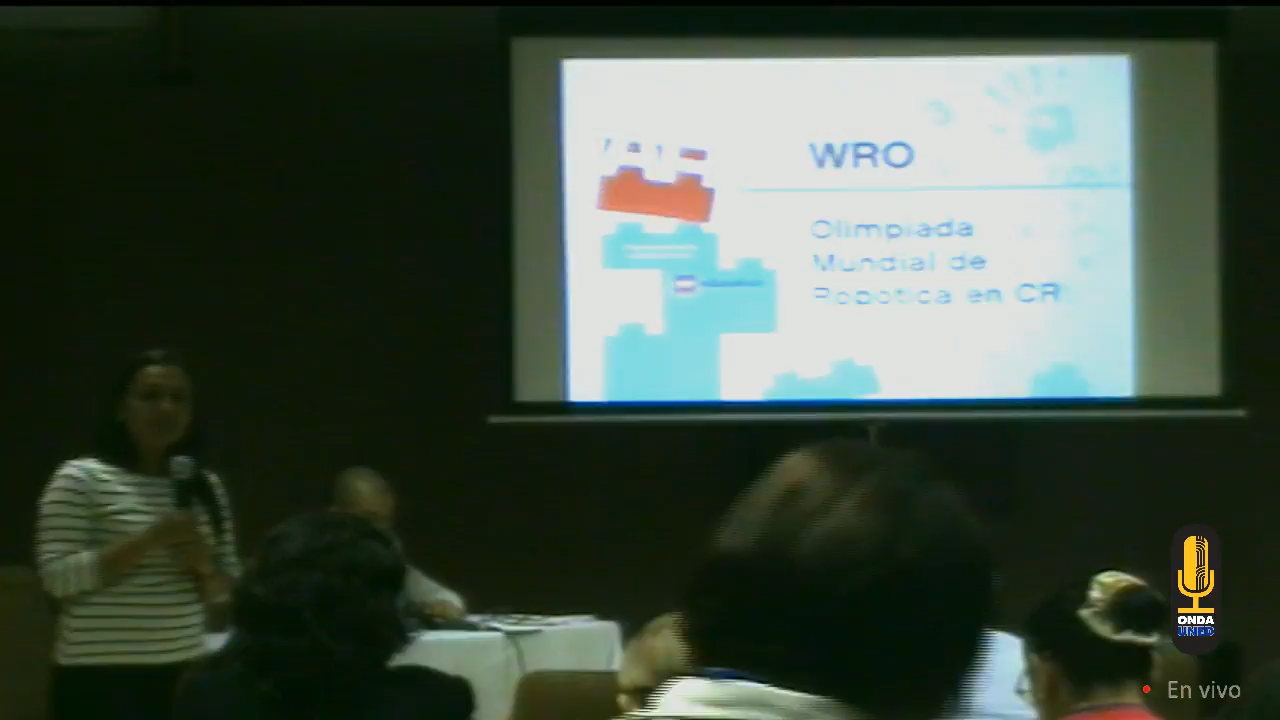 WRO
Olimpiada
Mundial de
Robotica en CR
ONDA
UNED
En vivo